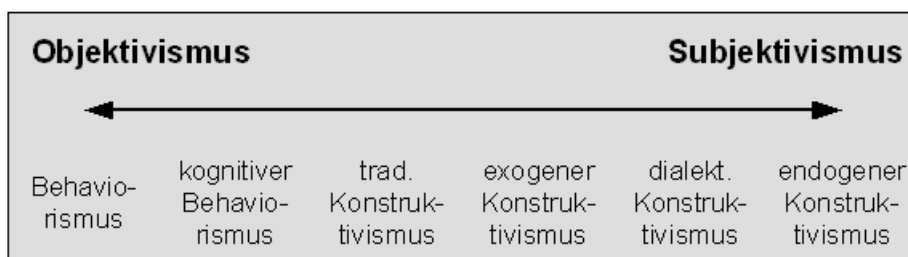 Objektivismus Subjektivismus
Behavio-
rismus
kognitiver
Behavio-
rismus
trad.
Konstruk-
tivismus
exogener
Konstruk-
tivismus
dialekt.
Konstruk-
tivismus
endogener
Konstruk-
tivismus